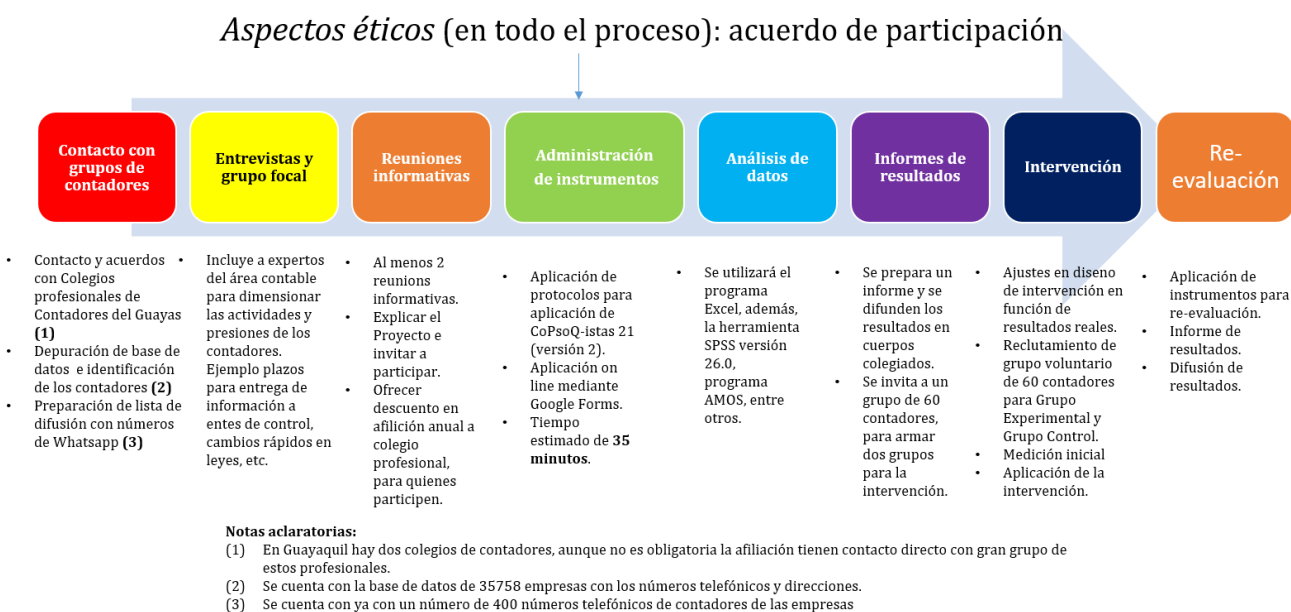 Aspectos éticos (en todo el proceso): acuerdo de participación
Contacto con
grupos de
contadores
Entrevistas y
grupo focal
Reuniones
informativas
Administración
de instrumentos
Análisis de
datos
Informes de
resultados
Intervención
Re-
evaluación
• Contacto y acuerdos
con Colegios
profesionales de
Contadores del Guayas
(1)
• Depuración de base de
datos e identificación
de los contadores (2)
• Preparación de lista de
difusión con números
de Whatsapp (3)
• Incluye a expertos
del área contable
para dimensionar
las actividades y
presiones de los
contadores.
Ejemplo plazos
para entrega de
información a
entes de control,
cambios rápidos en
leyes, etc.
• Al menos 2
reunions
informativas.
• Explicar el
Proyecto e
invitar a
participar.
• Ofrecer
descuento en
afilición anual a
colegio
profesional,
para quienes
participen.
• Aplicación de
protocolos para
aplicación de
CoPsoQ-istas 21
(versión 2).
• Aplicación on
line mediante
Google Forms.
• Tiempo
estimado de 35
minutos.
• Se utilizará el
programa
Excel, además,
la herramienta
SPSS versión
26.0,
programa
AMOS, entre
otros.
• Se prepara un
informe y se
difunden los
resultados en
cuerpos
colegiados.
• Se invita a un
grupo de 60
contadores,
para armar
dos grupos
para la
intervención.
• Ajustes en diseno
de intervención en
función de
resultados reales.
• Reclutamiento de
grupo voluntario
de 60 contadores
para Grupo
Experimental y
Grupo Control.
• Medición inicial
• Aplicación de la
intervención.
• Aplicación de
instrumentos para
re-evaluación.
• Informe de
resultados.
• Difusión de
resultados.
Notas aclaratorias:
(1) En Guayaquil hay dos colegios de contadores, aunque no es obligatoria la afiliación tienen contacto directo con gran grupo de
estos profesionales.
(2) Se cuenta con la base de datos de 35758 empresas con los números telefónicos y direcciones.
(3) Se cuenta con ya con un número de 400 números telefónicos de contadores de las empresas